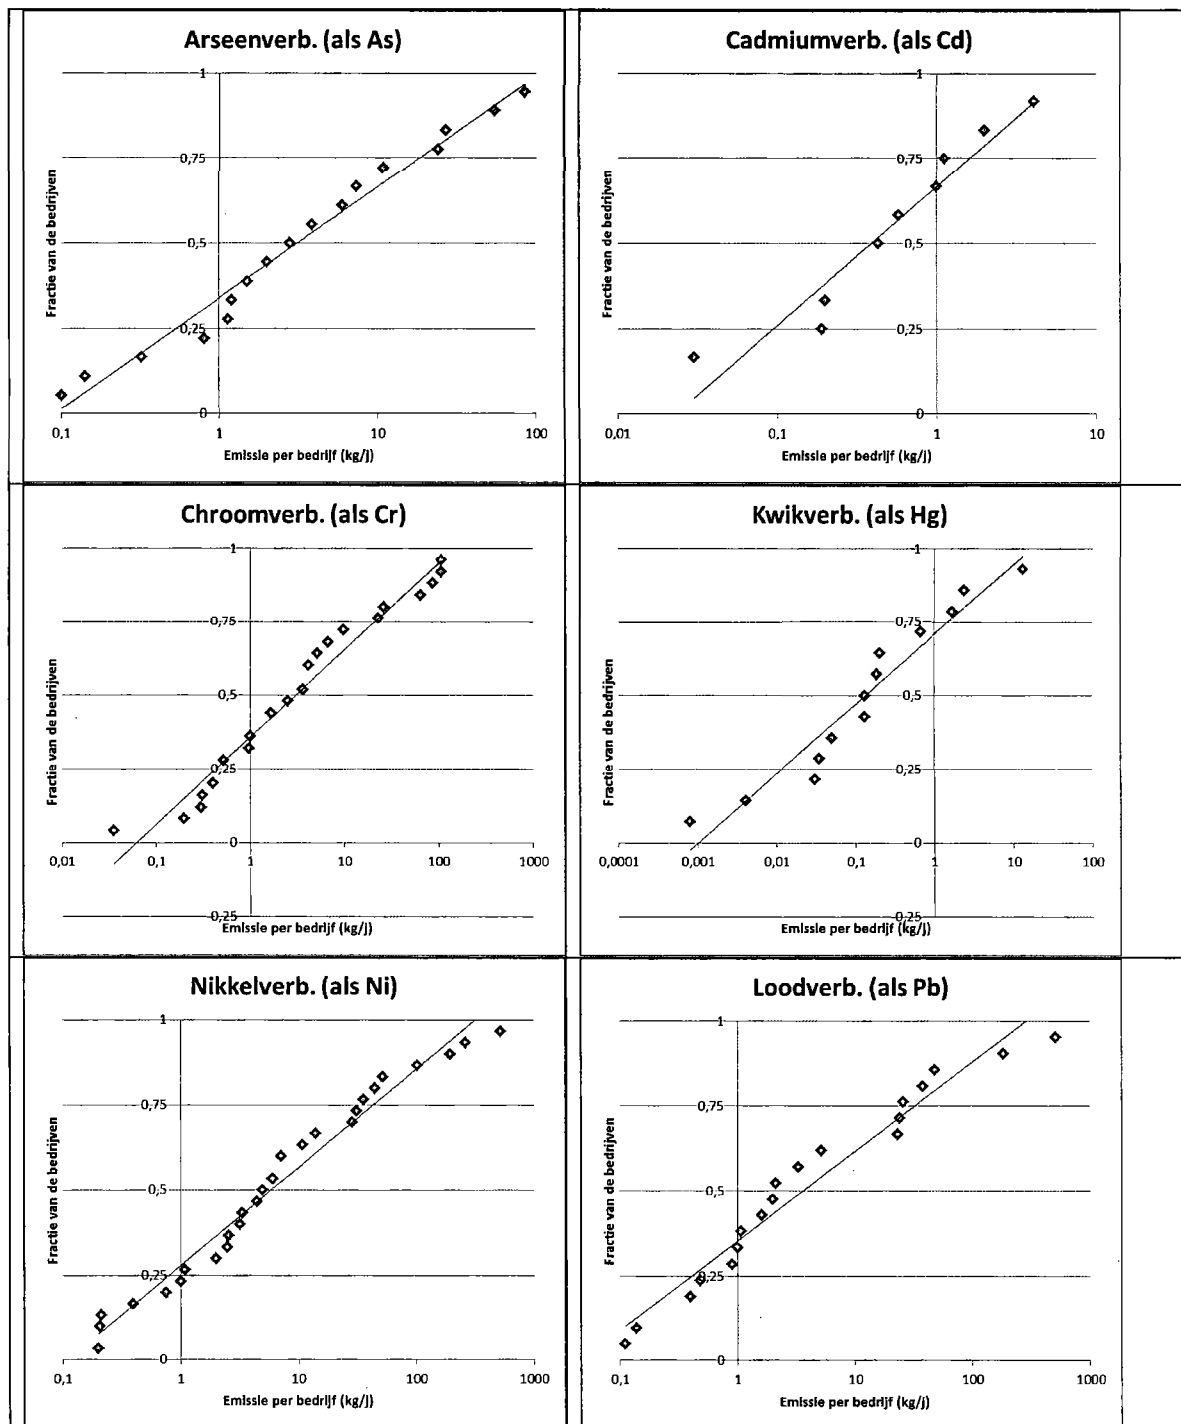 Arseenverb. (als As)
1
0,75
0,5
0,25
0
0,1 1 10 100
Fractie van de bedrijven
Emissie per bedrijf (kg/j)
Cadmiumverb. (als Cd)
1
0,75
0,5
0,25
0
0,01 0,1 1 10
Fractie van de bedrijven
Emissie per bedrijf (kg/j)
Chroomverb. (als Cr)
1
0,75
0,5
0,25
0
0,01 0,1 1 10 100 1000
-0,25
Fractie van de bedrijven
Emissie per bedrijf (kg/j)
Kwikverb. (als Hg)
1
0,75
0,5
0,25
0
0,0001 0,001 0,01 0,1 1 10 100
-0,25
Fractie van de bedrijven
Emissie per bedrijf (kg/j)
Nikkelverb. (als Ni)
1
0,75
0,5
0,25
0
0,1 1 10 100 1000
Fractie van de bedrijven
Emissie per bedrijf (kg/j)
Loodverb. (als Pb)
1
0,75
0,5
0,25
0
0,1 1 10 100 1000
Fractie van de bedrijven
Emissie per bedrijf (kg/j)